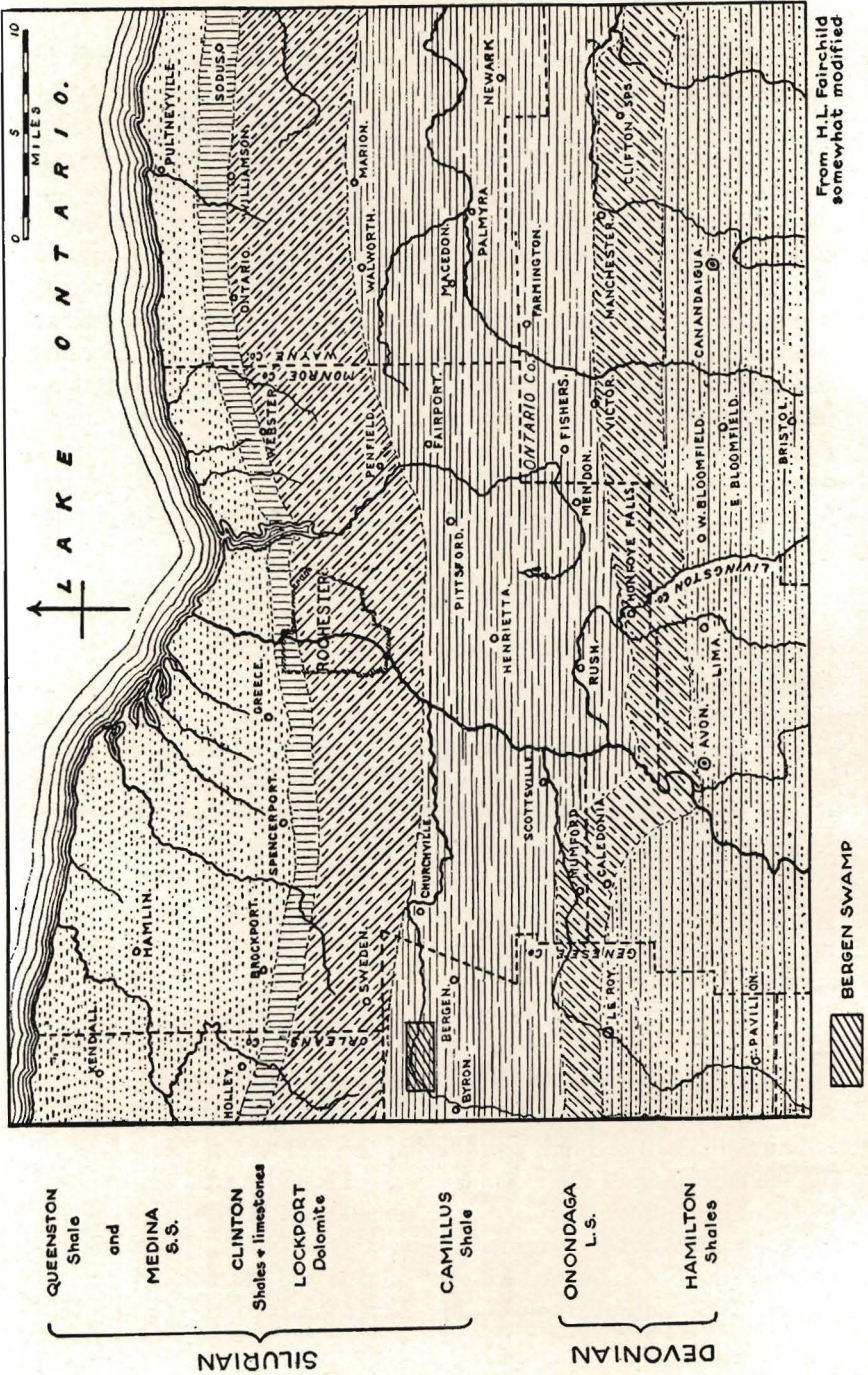 LAKE ONTARIO.
0 5 10
MILES
PULTNEYVILLE.
SODUS.
KENDALL.
HAMLIN.
GREECE.
WEBSTER.
ONTARIO.
WILLIAMSON.
HOLLEY
BROCKPORT.
SPENCERPORT.
ROCHESTER.
ORLEANS CO.
MONROE CO.
WAYNE CO.
SWEDEN.
PENFIELD.
WALWORTH.
MARION.
CHURCHVILLE.
FAIRPORT.
MACEDON.
PALMYRA
NEWARK
BYRON
BERGEN.
PITTSFORD.
HENRIETTA.
FARMINGTON.
ONTARIO CO.
SCOTTSVILLE.
FISHERS.
MENDON.
RUSH.
VICTOR.
MANCHESTER.
CLIFTON SPS.
MUMFORD
CALEDONIA.
GENESEE CO.
LE ROY.
HONEOYE FALLS.
LIVINGSTON CO.
AVON.
LIMA.
W. BLOOMFIELD.
CANANDAIGUA.
E. BLOOMFIELD.
PAVILION.
BRISTOL.
QUEENSTON
Shale
and
MEDINA
S.S.
CLINTON
Shales & limestones
LOCKPORT
Dolomite
CAMILLUS
Shale
SILURIAN
ONONDAGA
L.S.
HAMILTON
Shales
DEVONIAN
BERGEN SWAMP
From H.L. Fairchild
somewhat modified